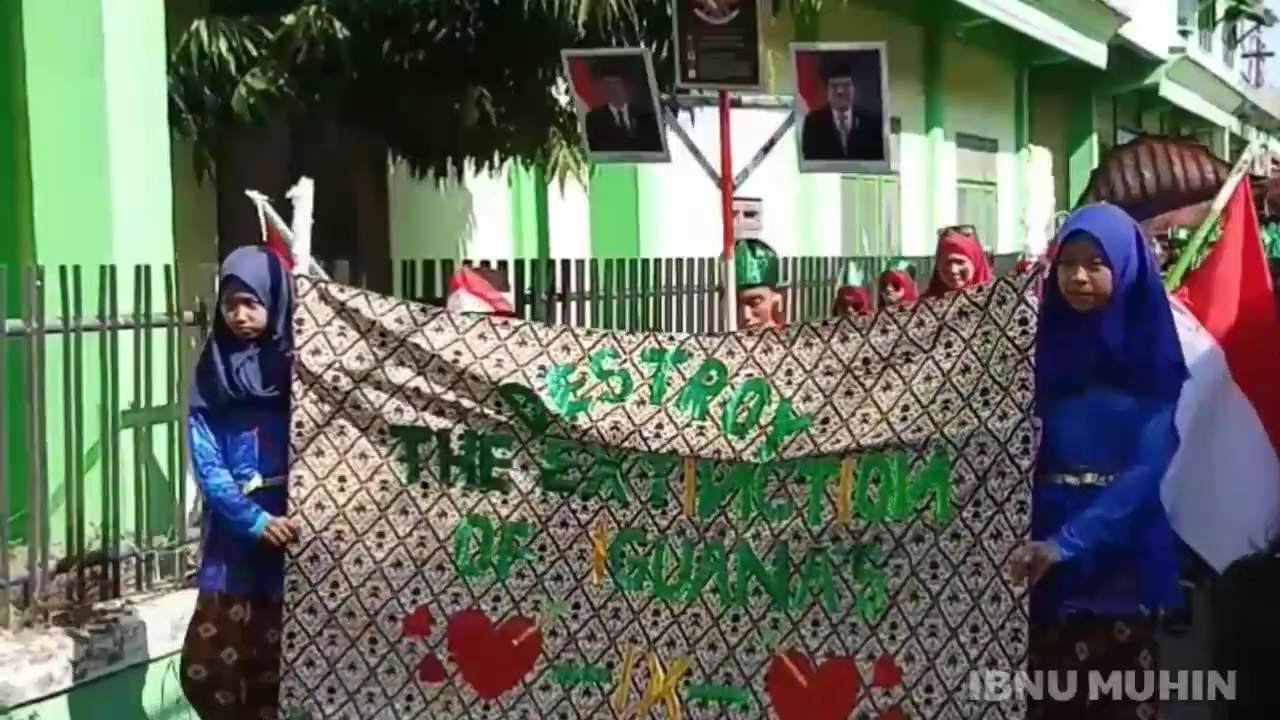 DESTROY
THE EXTINCTION
OF IGUANA'S
IX
IBNU MUHIN